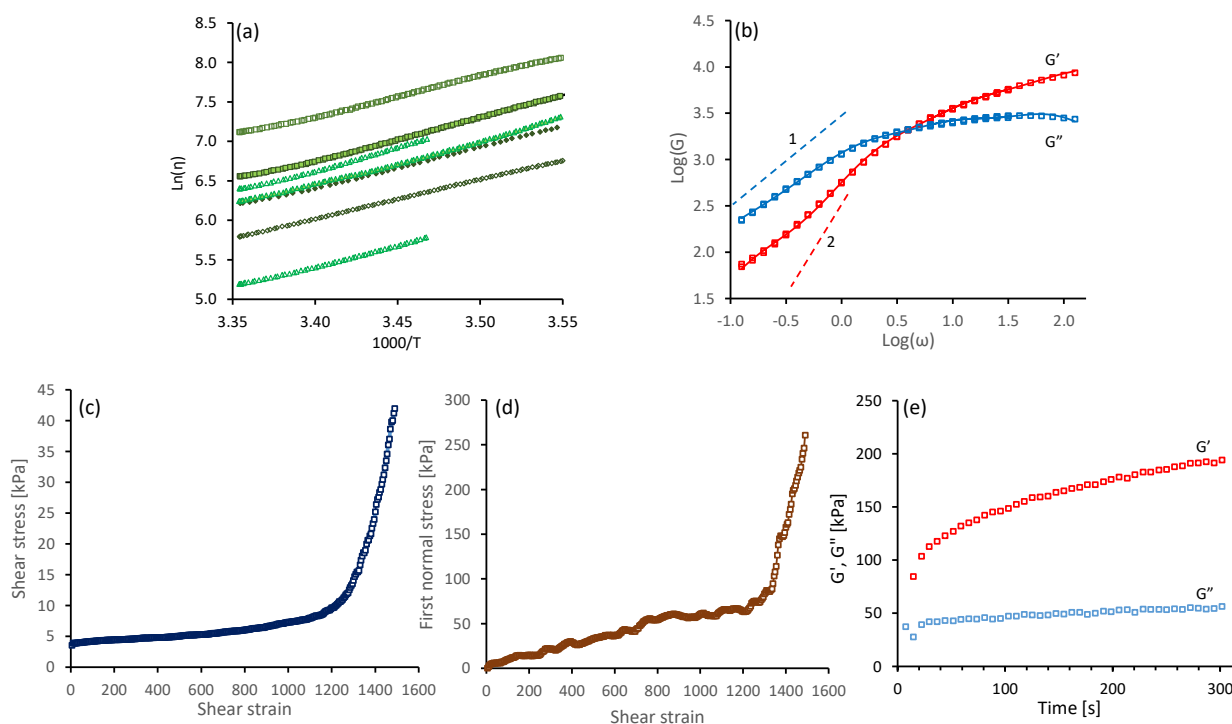 (a)
8.5
8.0
7.5
7.0
6.5
6.0
5.5
5.0
Ln(η)
3.35 3.40 3.45 3.50 3.55
1000/T
(b)
4.5
4.0
3.5
3.0
2.5
2.0
1.5
Log(G)
G’
G”
1
2
-1.0 -0.5 0.0 0.5 1.0 1.5 2.0
Log(ω)
(c)
45
40
35
30
25
20
15
10
5
0
Shear stress [kPa]
0 200 400 600 800 1000 1200 1400 1600
Shear strain
(d)
300
250
200
150
100
50
0
First normal stress [kPa]
0 200 400 600 800 1000 1200 1400 1600
Shear strain
(e)
250
200
150
100
50
0
G', G" [kPa]
G’
G”
0 100 200 300
Time [s]